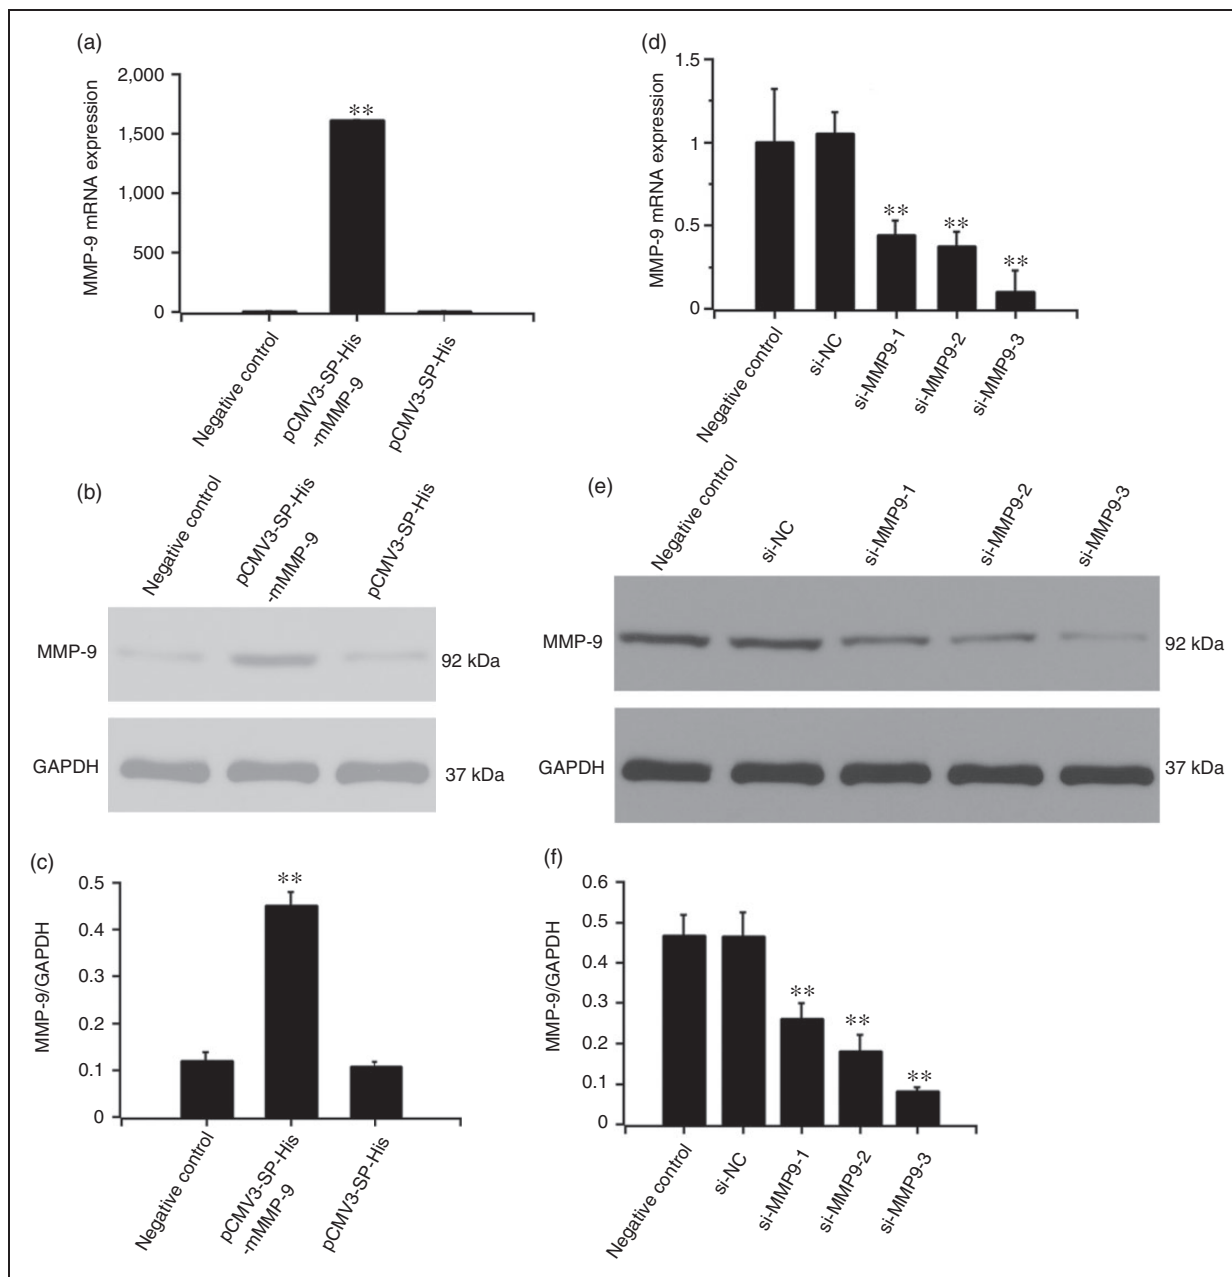 (a)
MMP-9 mRNA expression
2,000
1,500
1,000
500
0
**
Negative control
pCMV3-SP-His
-mMMP-9
pCMV3-SP-His
(d)
MMP-9 mRNA expression
1.5
1
0.5
0
**
**
**
Negative control
si-NC
si-MMP9-1
si-MMP9-2
si-MMP9-3
(b)
Negative control
pCMV3-SP-His
-mMMP-9
pCMV3-SP-His
MMP-9
92 kDa
GAPDH
37 kDa
(e)
Negative control
si-NC
si-MMP9-1
si-MMP9-2
si-MMP9-3
MMP-9
92 kDa
GAPDH
37 kDa
(c)
MMP-9/GAPDH
0.5
0.4
0.3
0.2
0.1
0
**
Negative control
pCMV3-SP-His
-mMMP-9
pCMV3-SP-His
(f)
MMP-9/GAPDH
0.6
0.5
0.4
0.3
0.2
0.1
0
**
**
**
Negative control
si-NC
si-MMP9-1
si-MMP9-2
si-MMP9-3